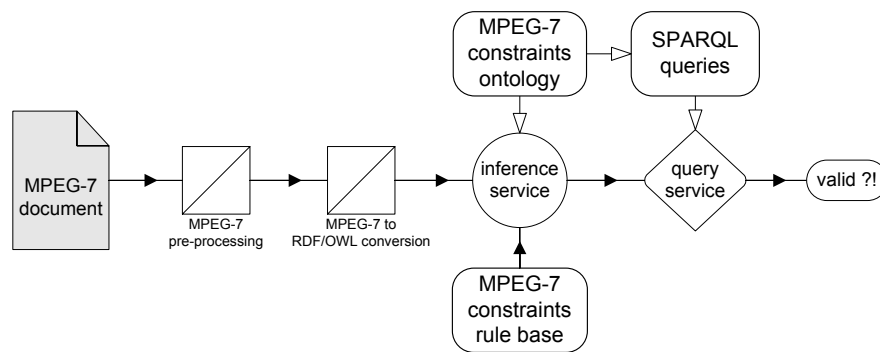 MPEG-7
document
MPEG-7
pre-processing
MPEG-7 to
RDF/OWL conversion
MPEG-7
constraints
ontology
SPARQL
queries
inference
service
query
service
valid ?!
MPEG-7
constraints
rule base